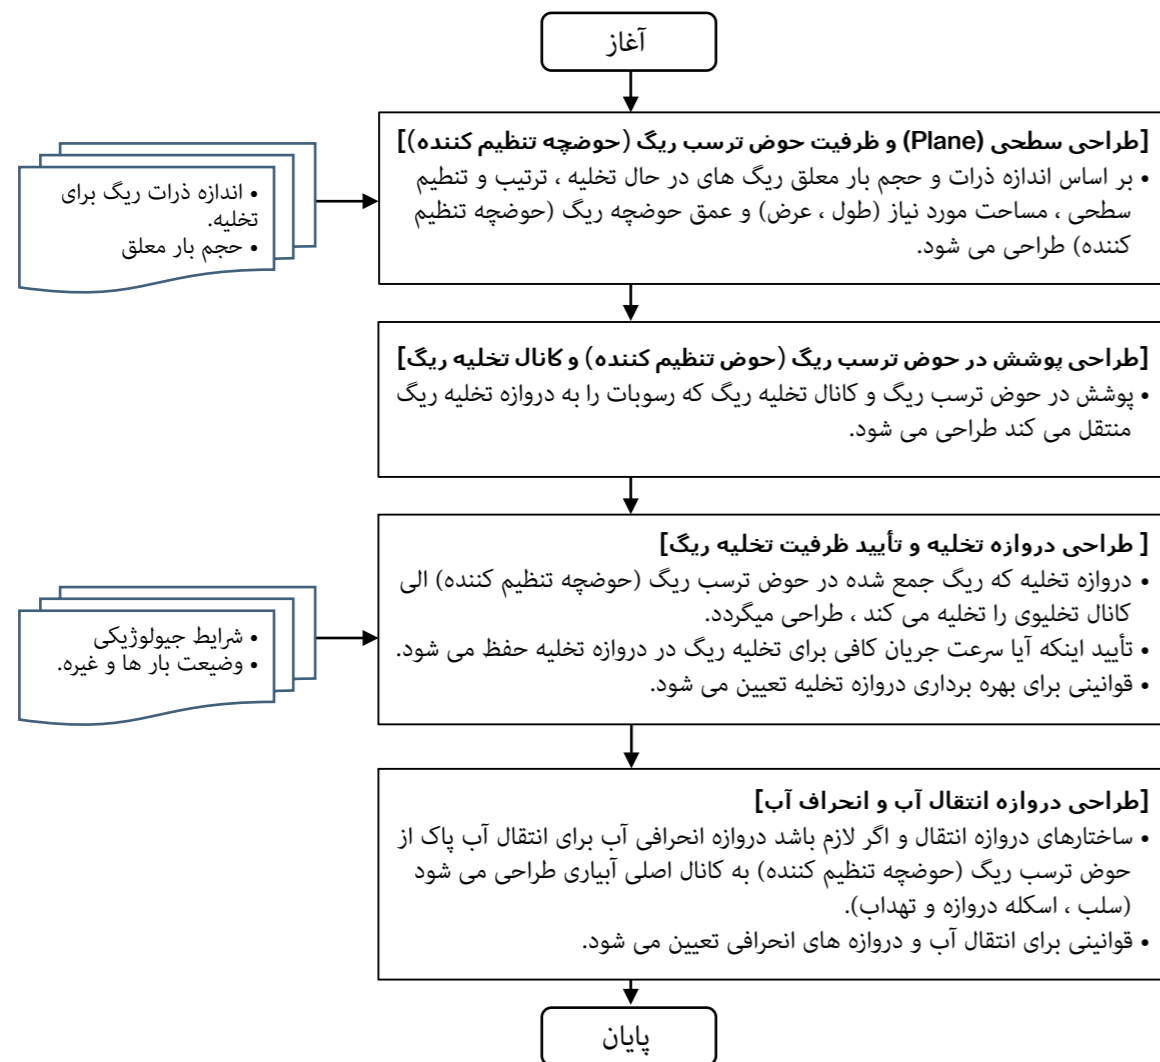 آغاز
[طراحی سطحی (Plane) و ظرفیت حوض ترسب ریگ (حوضچه تنظیم کننده)]
• بر اساس اندازه ذرات و حجم بار معلق ریگ های در حال تخلیه ، ترتیب و تنطیم
سطحی ، مساحت مورد نیاز (طول ، عرض) و عمق حوضچه ریگ (حوضچه تنظیم
کننده) طراحی می شود.
• اندازه ذرات ریگ برای
تخلیه.
• حجم بار معلق
[طراحی پوشش در حوض ترسب ریگ (حوض تنظیم کننده) و کانال تخلیه ریگ]
• پوشش در حوض ترسب ریگ و کانال تخلیه ریگ که رسوبات را به دروازه تخلیه ریگ
منتقل می کند طراحی می شود.
[ طراحی دروازه تخلیه و تأیید ظرفیت تخلیه ریگ]
• دروازه تخلیه که ریگ جمع شده در حوض ترسب ریگ (حوضچه تنظیم کننده) الی
کانال تخلیوی را تخلیه می کند ، طراحی میگردد.
• تأیید اینکه آیا سرعت جریان کافی برای تخلیه ریگ در دروازه تخلیه حفظ می شود.
• قوانینی برای بهره برداری دروازه تخلیه تعیین می شود.
• شرایط جیولوژیکی
• وضیعت بار ها و غیره.
[طراحی دروازه انتقال آب و انحراف آب]
• ساختارهای دروازه انتقال و اگر لازم باشد دروازه انحرافی آب برای انتقال آب پاک از
حوض ترسب ریگ (حوضچه تنظیم کننده) به کانال اصلی آبیاری طراحی می شود
(سلب ، اسکله دروازه و تهداب).
• قوانینی برای انتقال آب و دروازه های انحرافی تعیین می شود.
پایان